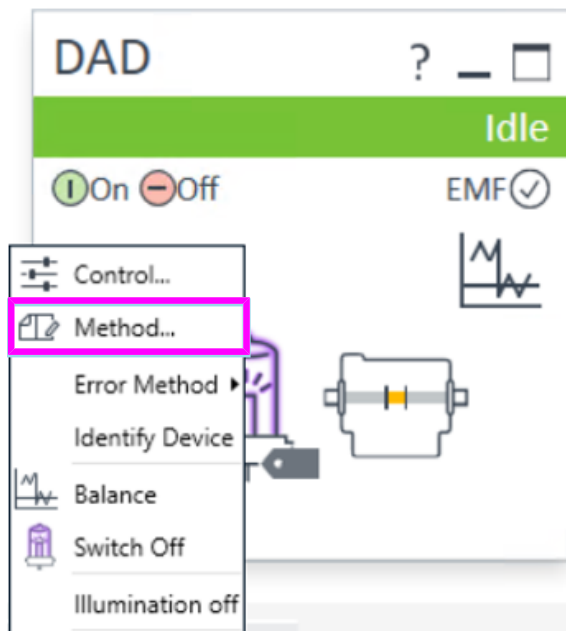 DAD ?
Idle
On Off EMF
Control...
Method...
Error Method
Identify Device
Balance
Switch Off
Illumination off